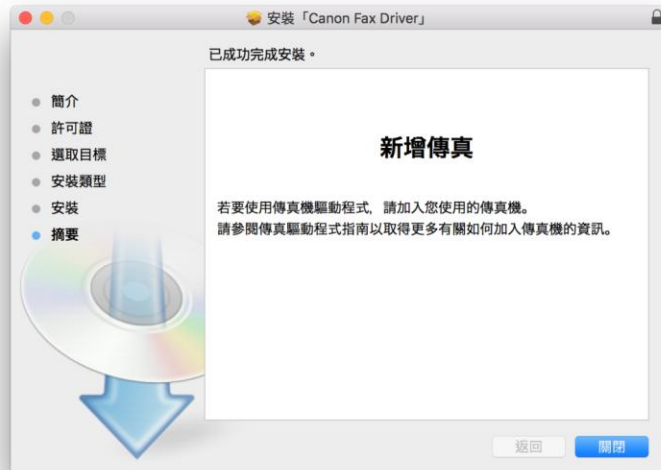 安裝「Canon Fax Driver」
已成功完成安裝。
簡介
許可證
選取目標
安裝類型
安裝
摘要
新增傳真
若要使用傳真機驅動程式，請加入您使用的傳真機。
請參閱傳真驅動程式指南以取得更多有關如何加入傳真機的資訊。
返回
關閉